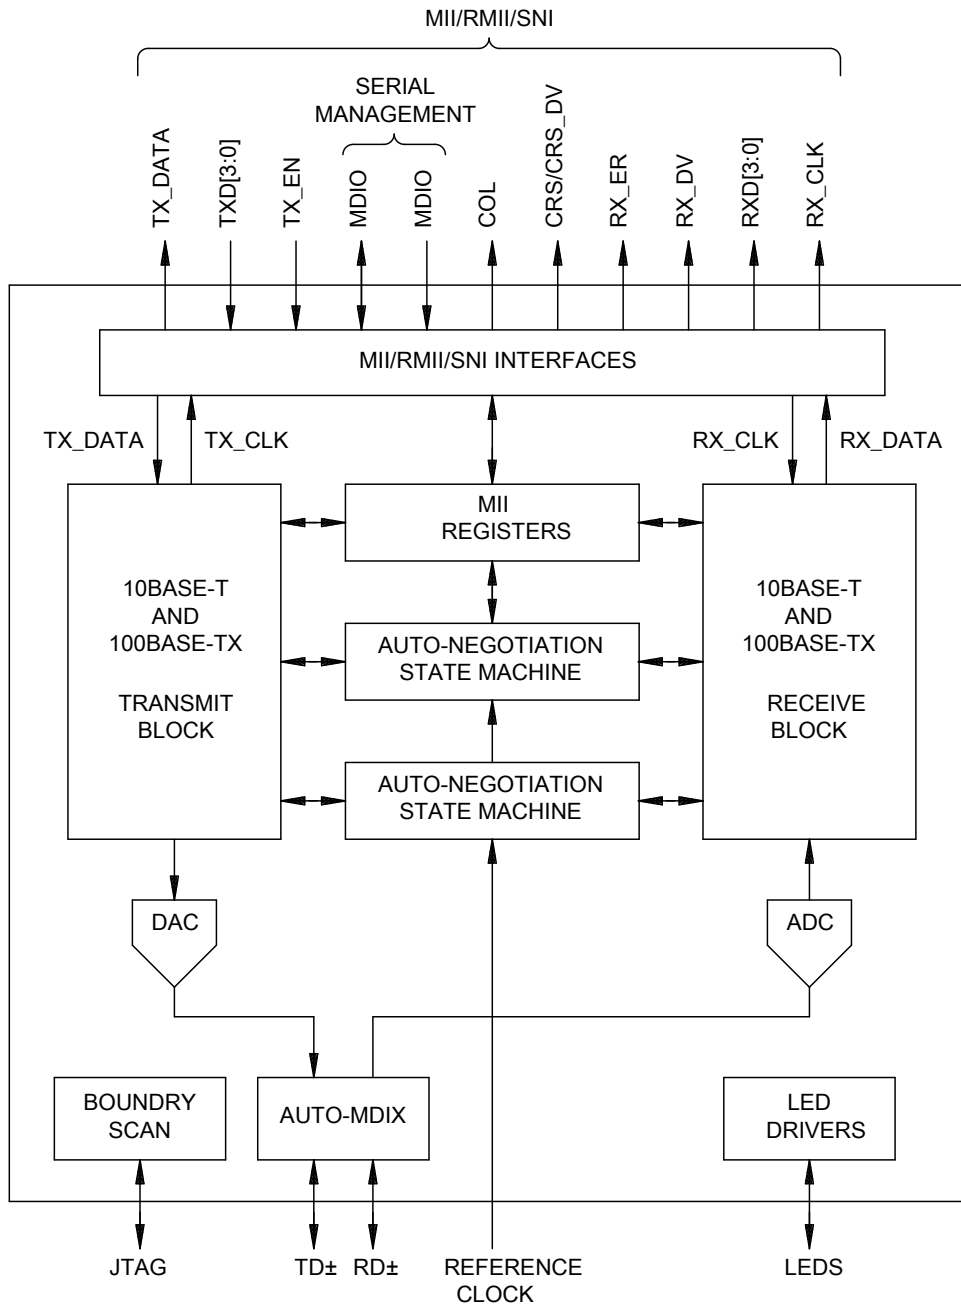 MII/RMII/SNI
SERIAL
MANAGEMENT
TX_DATA
TXD[3:0]
TX_EN
MDIO
MDIO
COL
CRS/CRS_DV
RX_ER
RX_DV
RXD[3:0]
RX_CLK
MII/RMII/SNI INTERFACES
TX_DATA
TX_CLK
RX_CLK
RX_DATA
10BASE-T
AND
100BASE-TX
TRANSMIT
BLOCK
MII
REGISTERS
AUTO-NEGOTIATION
STATE MACHINE
AUTO-NEGOTIATION
STATE MACHINE
10BASE-T
AND
100BASE-TX
RECEIVE
BLOCK
DAC
ADC
BOUNDRY
SCAN
AUTO-MDIX
LED
DRIVERS
JTAG
TD±
RD±
REFERENCE
CLOCK
LEDS